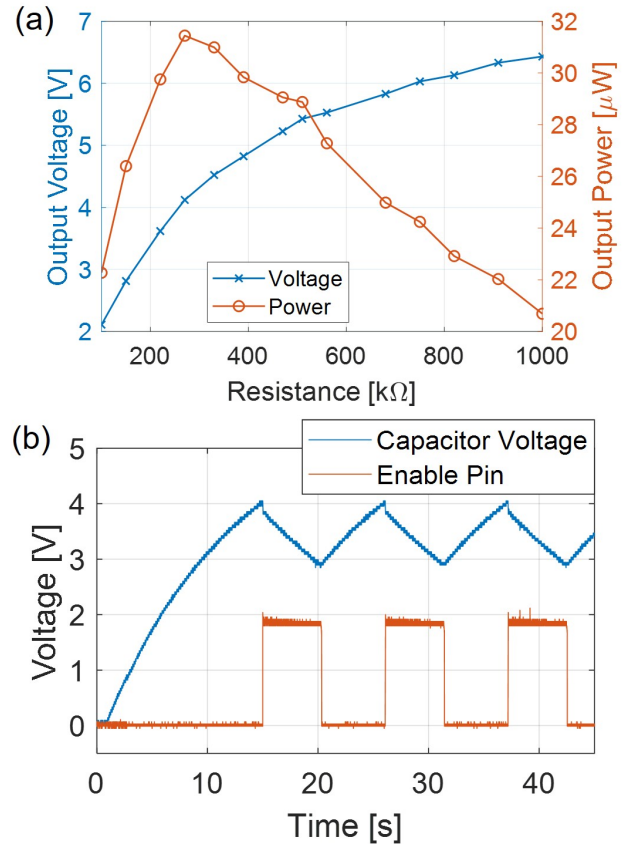 (a)
7
6
5
4
3
2
Output Voltage [V]
32
30
28
26
24
22
20
Output Power [μW]
Voltage
Power
200
400
600
800
1000
Resistance [kΩ]
(b)
5
4
3
2
1
0
Voltage [V]
Capacitor Voltage
Enable Pin
0
10
20
30
40
Time [s]